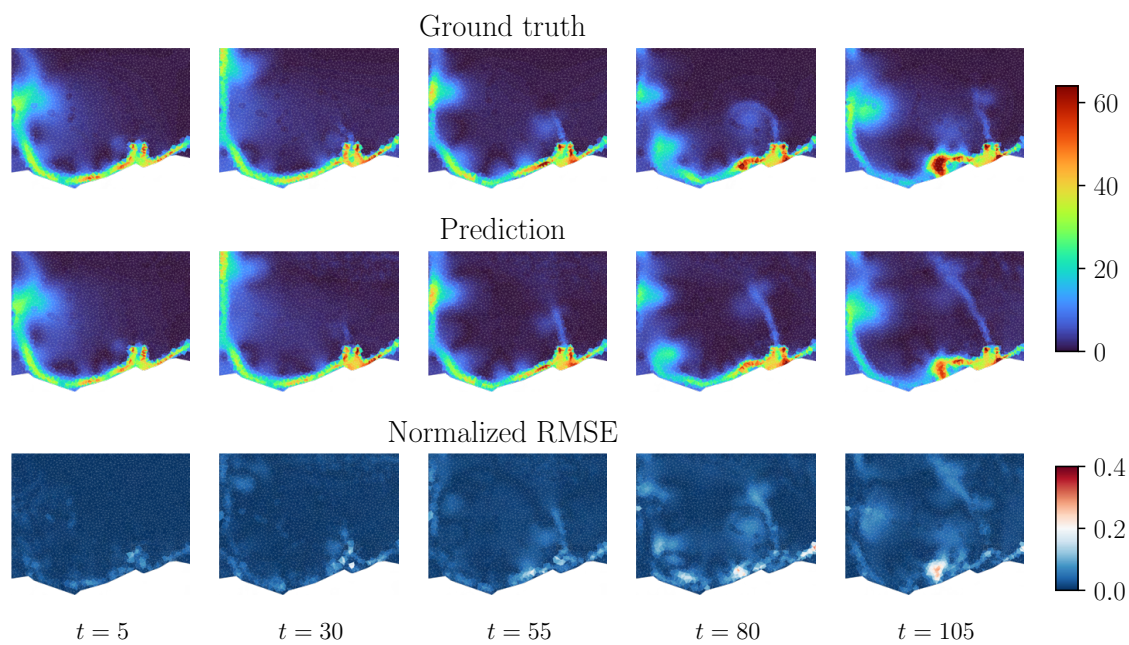 Ground truth
60
40
20
0
Prediction
Normalized RMSE
0.4
0.2
0.0
t = 5
t = 30
t = 55
t = 80
t = 105